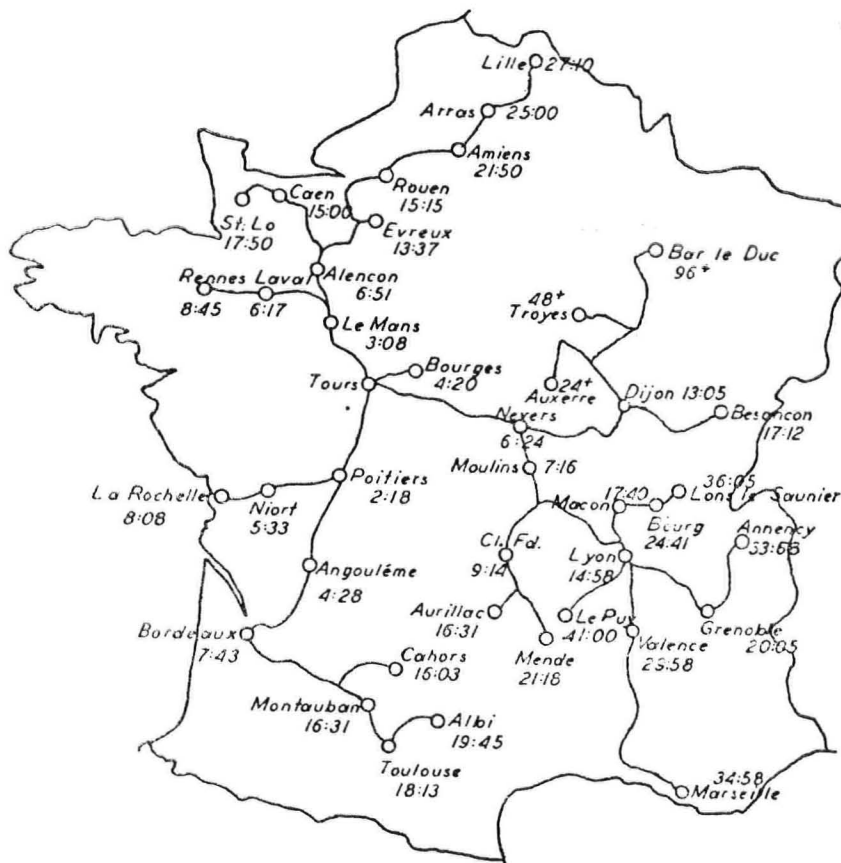 Lille 27:10
Arras 25:00
Amiens
21:50
Rouen
15:15
Caen
15:00
St. Lo
17:50
Evreux
13:37
Bar le Duc
96+
Alencon
6:51
Rennes Laval
8:45 6:17
48+
Troyes
Le Mans
3:08
Bourges
4:20
Tours
24+
Auxerre
Dijon 13:05
Besancon
17:12
Nevers
6:24
Moulins 7:16
Poitiers
2:18
La Rochelle
8:08
Niort
5:33
36:05
Lons le Saunier
17:40
Macon
Bourg
24:41
Annency
Cl. Fd.
9:14
Lyon
14:58
Angouléme
4:28
Aurillac
16:31
Le Puy
41:00
Grenoble
20:05
Bordeaux
7:43
Mende
21:18
Valence
29:58
Cahors
16:03
Montauban
16:31
Albi
19:45
Toulouse
18:13
34:58
Marseille